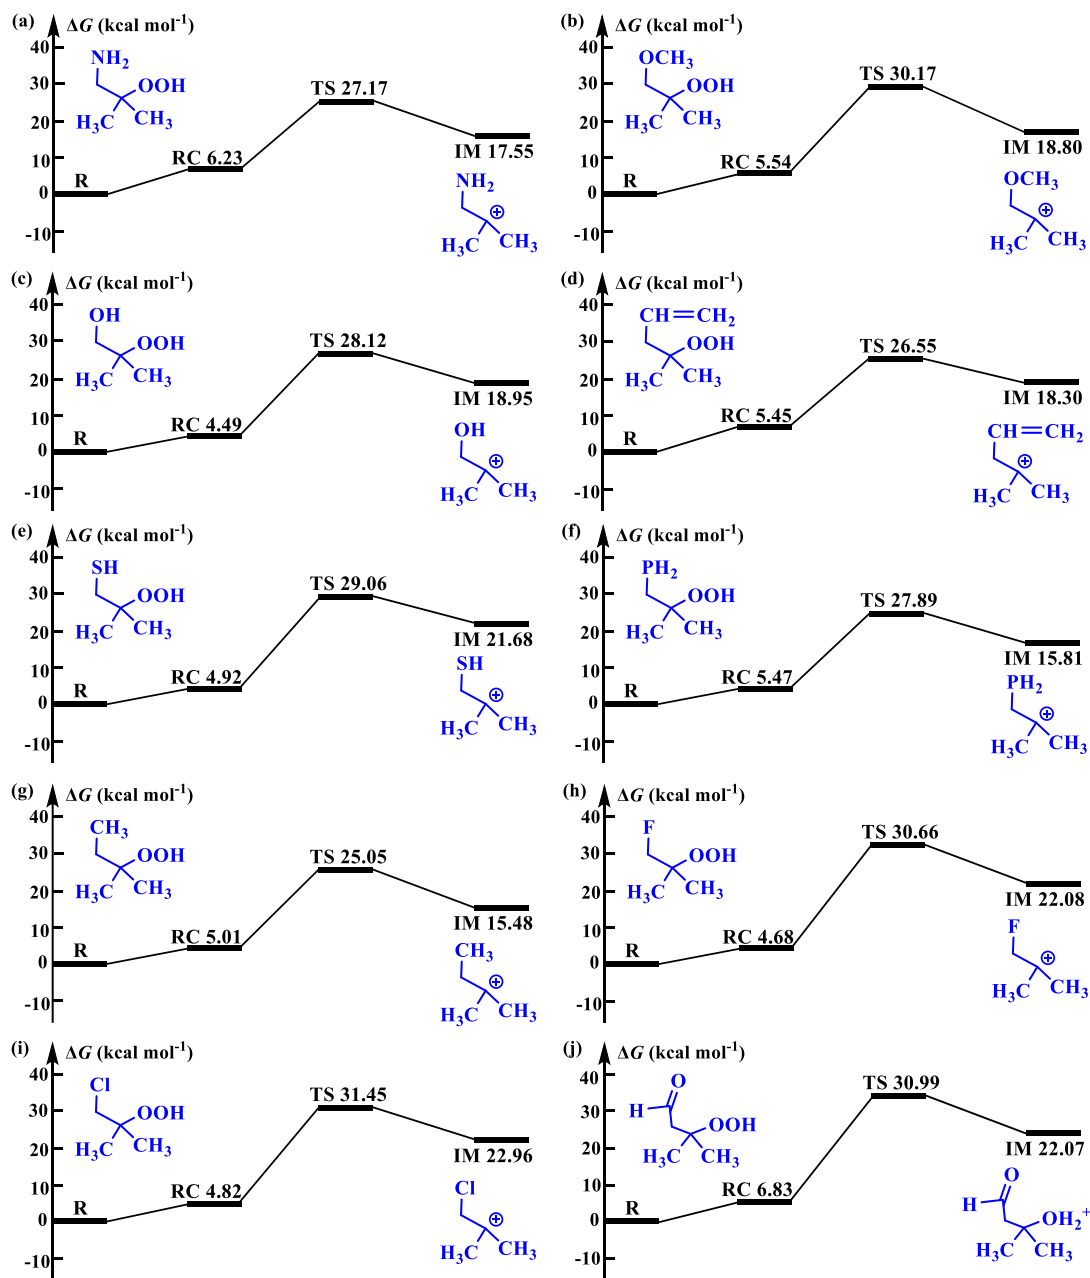 (a) ΔG (kcal mol⁻¹)
40
30
20
10
0
-10
NH₂
OOH
H₃C
CH₃
R
RC 6.23
TS 27.17
IM 17.55
NH₂
⊕
H₃C
CH₃
(b) ΔG (kcal mol⁻¹)
40
30
20
10
0
-10
OCH₃
OOH
H₃C
CH₃
R
RC 5.54
TS 30.17
IM 18.80
OCH₃
⊕
H₃C
CH₃
(c) ΔG (kcal mol⁻¹)
40
30
20
10
0
-10
OH
OOH
H₃C
CH₃
R
RC 4.49
TS 28.12
IM 18.95
OH
⊕
H₃C
CH₃
(d) ΔG (kcal mol⁻¹)
40
30
20
10
0
-10
CH=CH₂
OOH
H₃C
CH₃
R
RC 5.45
TS 26.55
IM 18.30
CH=CH₂
⊕
H₃C
CH₃
(e) ΔG (kcal mol⁻¹)
40
30
20
10
0
-10
SH
OOH
H₃C
CH₃
R
RC 4.92
TS 29.06
IM 21.68
SH
⊕
H₃C
CH₃
(f) ΔG (kcal mol⁻¹)
40
30
20
10
0
-10
PH₂
OOH
H₃C
CH₃
R
RC 5.47
TS 27.89
IM 15.81
PH₂
⊕
H₃C
CH₃
(g) ΔG (kcal mol⁻¹)
40
30
20
10
0
-10
CH₃
OOH
H₃C
CH₃
R
RC 5.01
TS 25.05
IM 15.48
CH₃
⊕
H₃C
CH₃
(h) ΔG (kcal mol⁻¹)
40
30
20
10
0
-10
F
OOH
H₃C
CH₃
R
RC 4.68
TS 30.66
IM 22.08
F
⊕
H₃C
CH₃
(i) ΔG (kcal mol⁻¹)
40
30
20
10
0
-10
Cl
OOH
H₃C
CH₃
R
RC 4.82
TS 31.45
IM 22.96
Cl
⊕
H₃C
CH₃
(j) ΔG (kcal mol⁻¹)
40
30
20
10
0
-10
O
H
OOH
H₃C
CH₃
R
RC 6.83
TS 30.99
IM 22.07
O
H
OH₂⁺
H₃C
CH₃